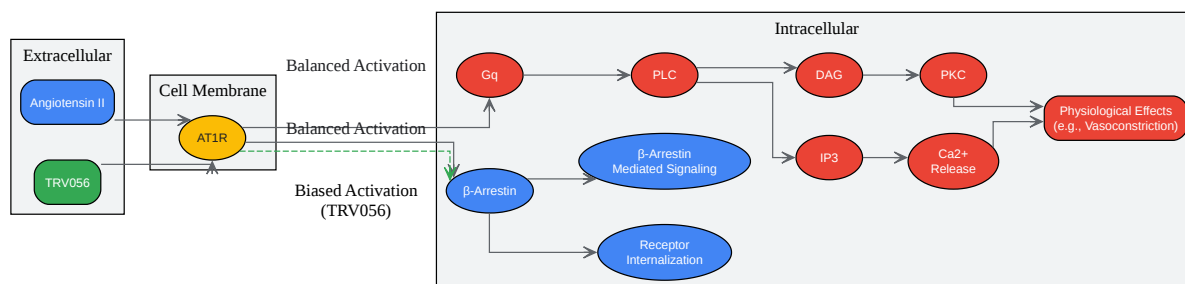 Extracellular
Angiotensin II
TRV056
Cell Membrane
AT1R
Balanced Activation
Balanced Activation
Biased Activation
(TRV056)
Intracellular
Gq
PLC
DAG
PKC
Physiological Effects
(e.g., Vasoconstriction)
β-Arrestin
Mediated Signaling
IP3
Ca2+
Release
β-Arrestin
Receptor
Internalization